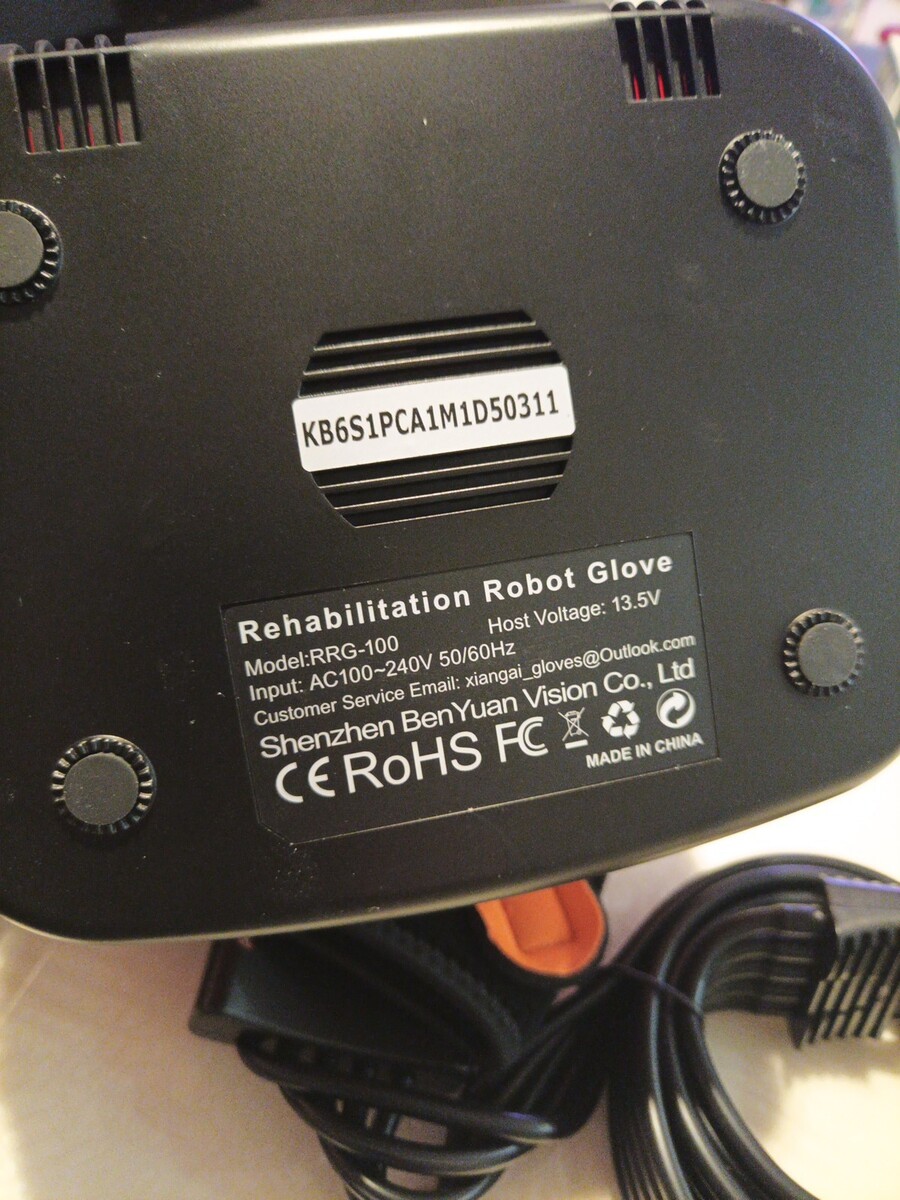 KB6S1PCA1M1D50311
Rehabilitation Robot Glove
Model:RRG-100 Host Voltage: 13.5V
Input: AC100~240V 50/60Hz
Customer Service Email: xiangai_gloves@Outlook.com
Shenzhen BenYuan Vision Co., Ltd
CE RoHS FC
MADE IN CHINA